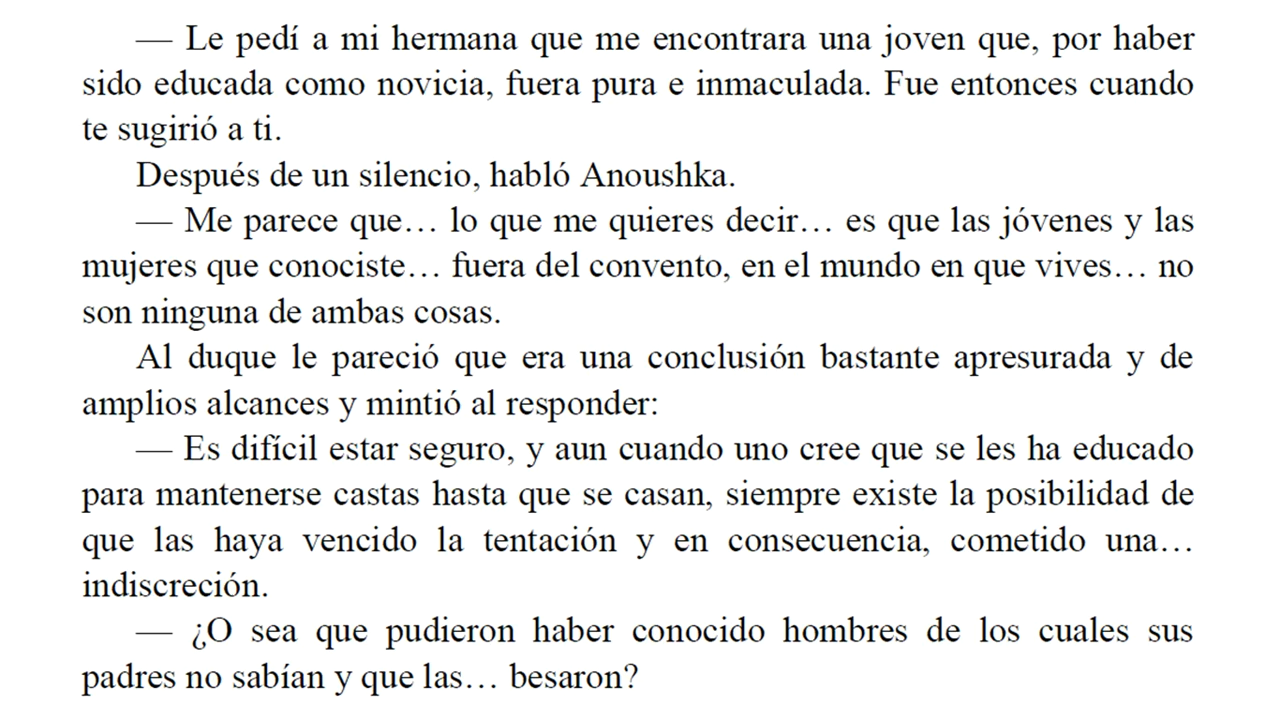 — Le pedí a mi hermana que me encontrara una joven que, por haber
sido educada como novicia, fuera pura e inmaculada. Fue entonces cuando
te sugirió a ti.
Después de un silencio, habló Anoushka.
— Me parece que… lo que me quieres decir… es que las jóvenes y las
mujeres que conociste… fuera del convento, en el mundo en que vives… no
son ninguna de ambas cosas.
Al duque le pareció que era una conclusión bastante apresurada y de
amplios alcances y mintió al responder:
— Es difícil estar seguro, y aun cuando uno cree que se les ha educado
para mantenerse castas hasta que se casan, siempre existe la posibilidad de
que las haya vencido la tentación y en consecuencia, cometido una…
indiscreción.
— ¿O sea que pudieron haber conocido hombres de los cuales sus
padres no sabían y que las… besaron?